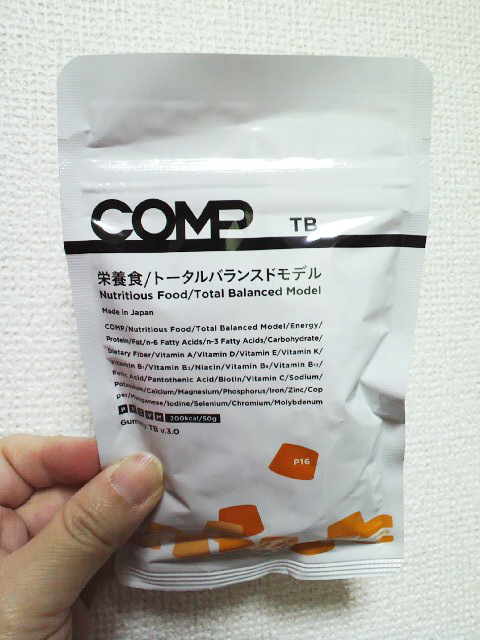 COMP TB
栄養食/トータルバランスドモデル
Nutritious Food/Total Balanced Model
Made in Japan
COMP/Nutritious Food/Total Balanced Model/Energy/
Protein/Fat/n-6 Fatty Acids/n-3 Fatty Acids/Carbohydrate/
Dietary Fiber/Vitamin A/Vitamin D/Vitamin E/Vitamin K/
Vitamin B₁/Vitamin B₂/Niacin/Vitamin B₆/Vitamin B₁₂/
Folic Acid/Pantothenic Acid/Biotin/Vitamin C/Sodium/
Potassium/Calcium/Magnesium/Phosphorus/Iron/Zinc/Cop
per/Manganese/Iodine/Selenium/Chromium/Molybdenum
200kcal/50g
Gummy TB v.3.0
P16